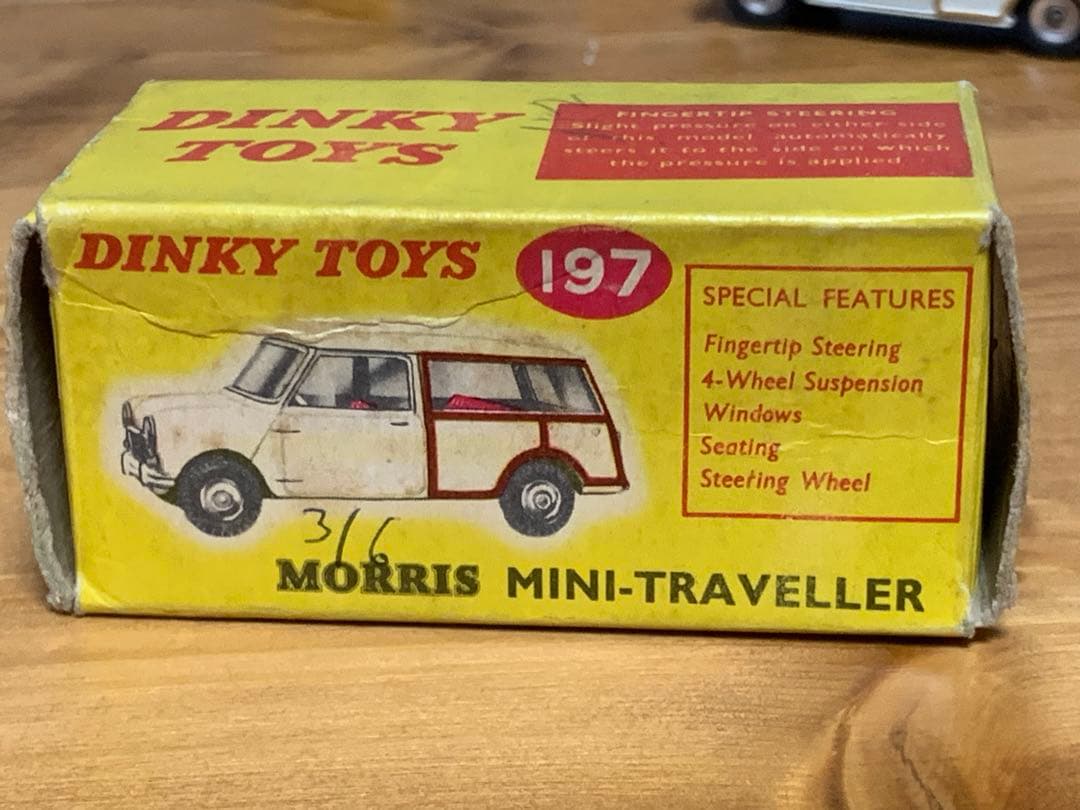 DINKY
TOYS
FINGERTIP STEERING
Slight pressure on either side
of model automatically
steers it to the side on which
the pressure is applied
DINKY TOYS
197
SPECIAL FEATURES
Fingertip Steering
4-Wheel Suspension
Windows
Seating
Steering Wheel
3/6
MORRIS MINI-TRAVELLER